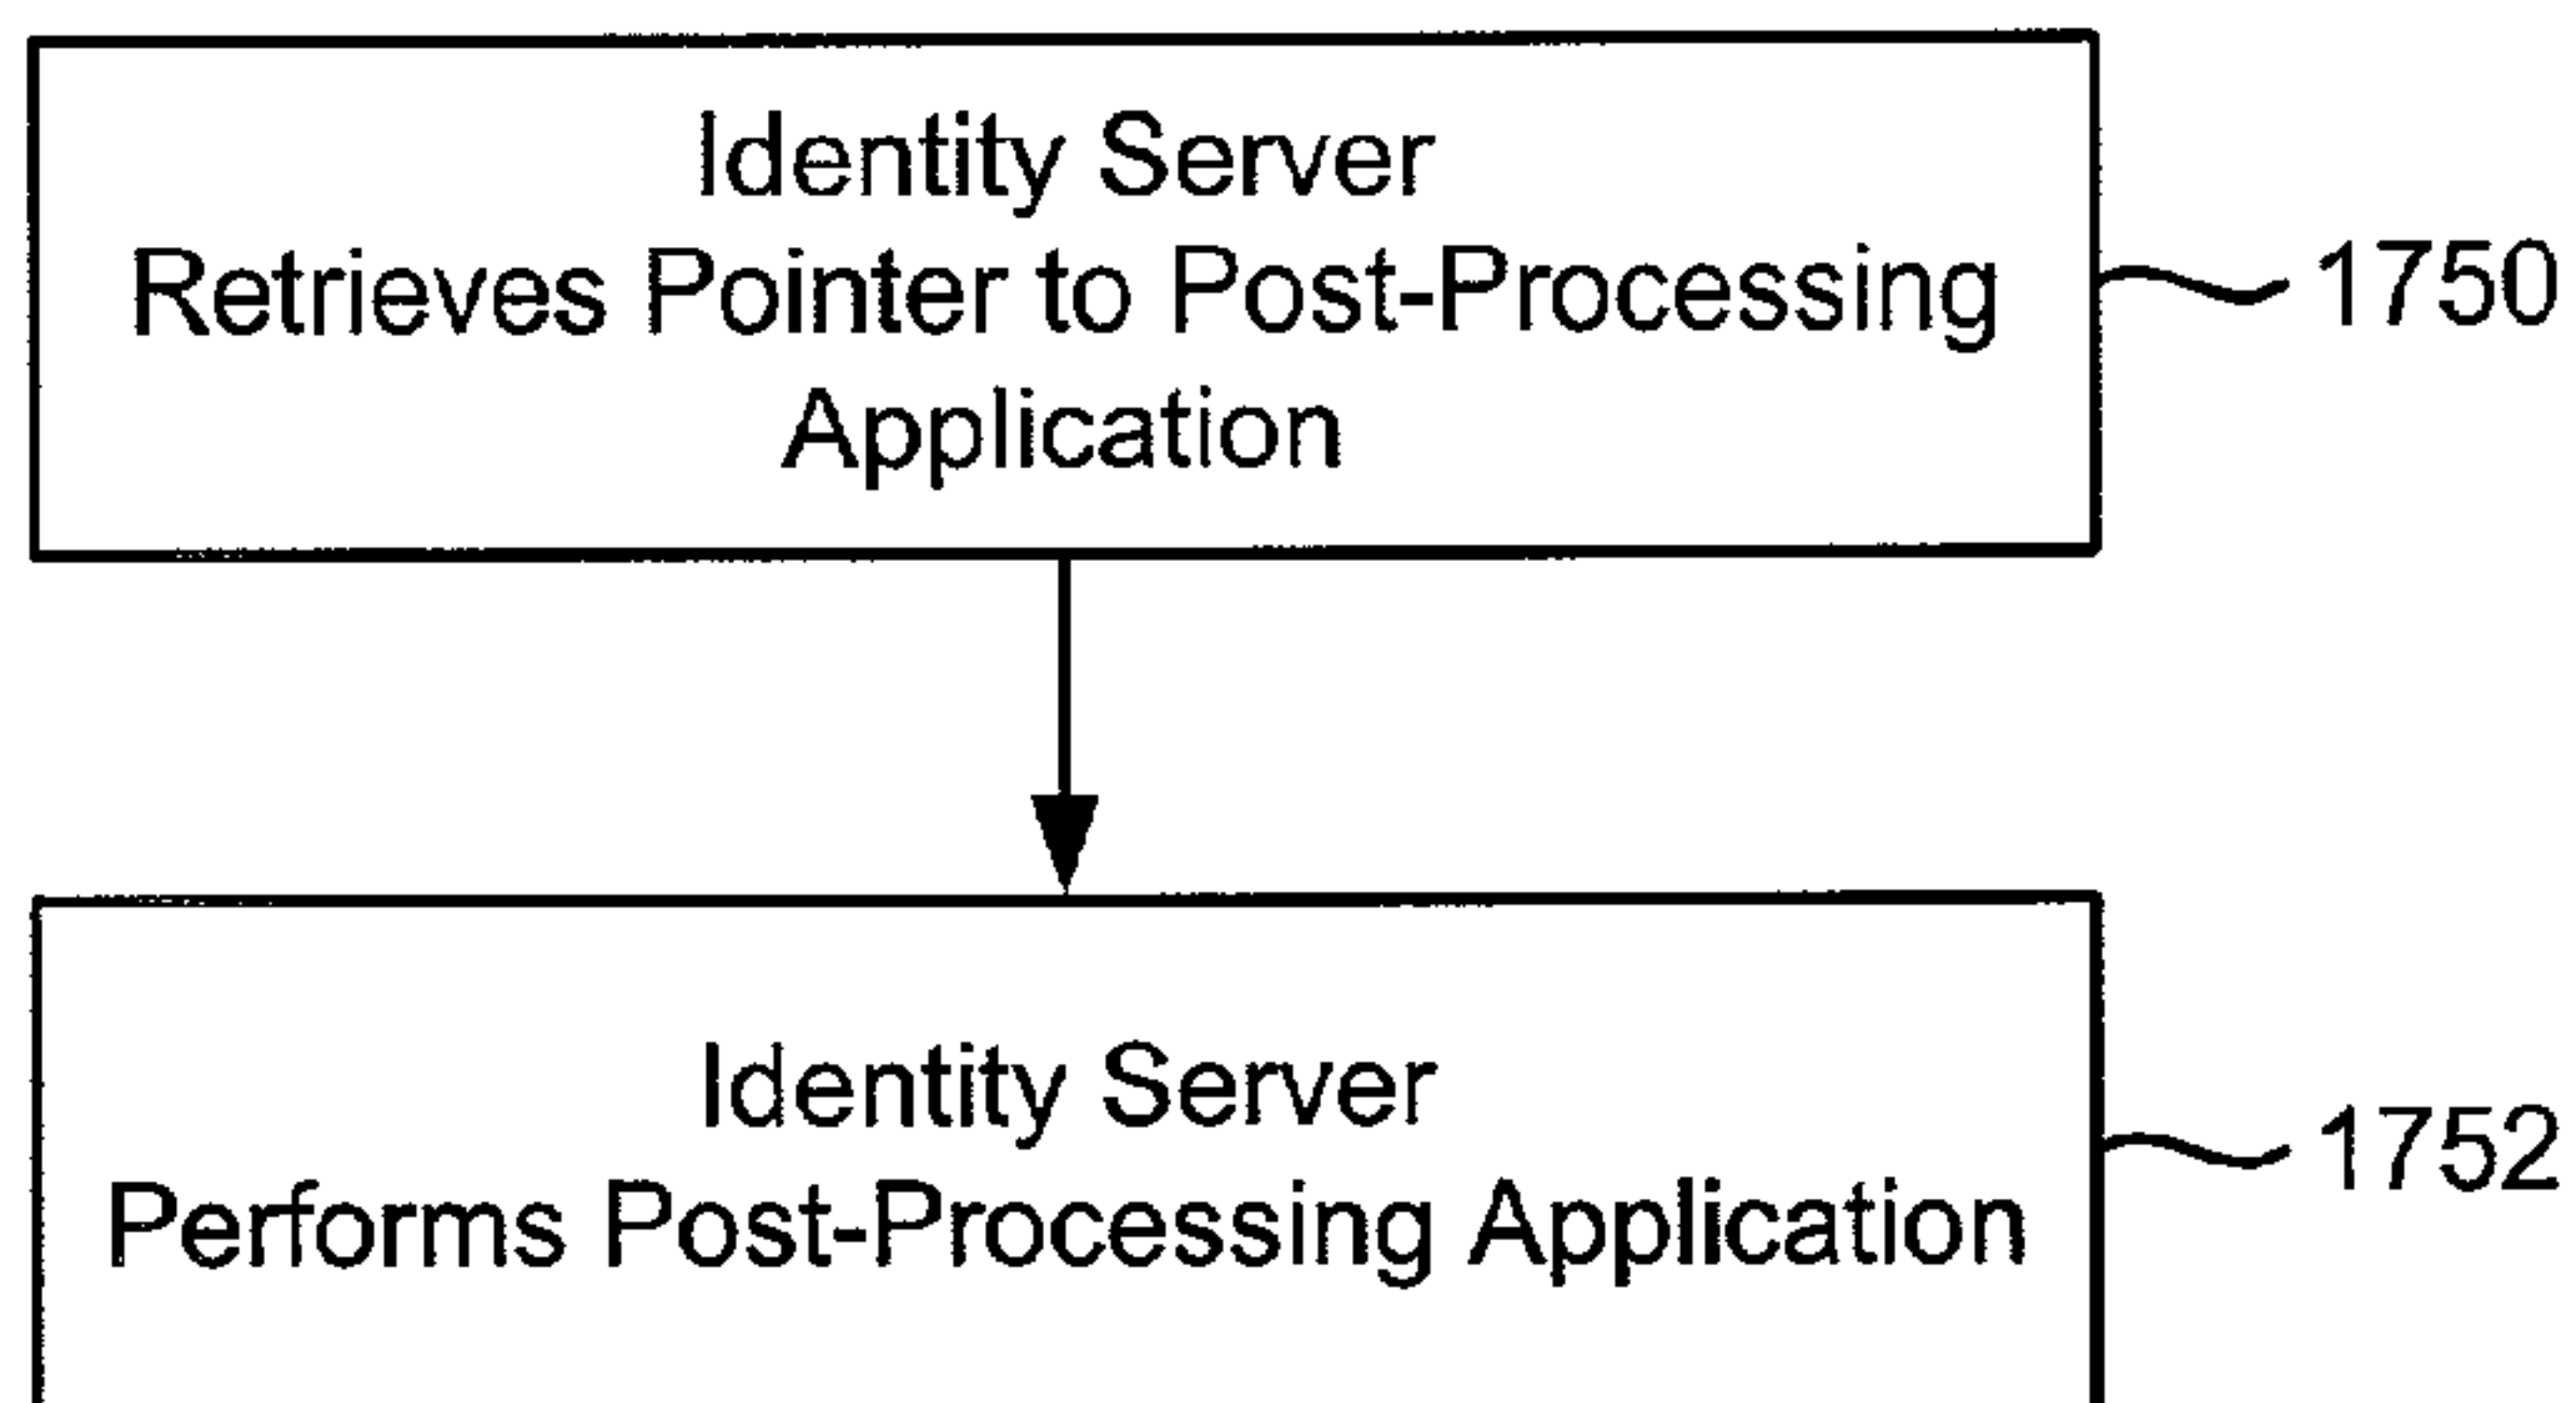 Identity Server
Retrieves Pointer to Post-Processing
Application
1750
Identity Server
Performs Post-Processing Application
1752